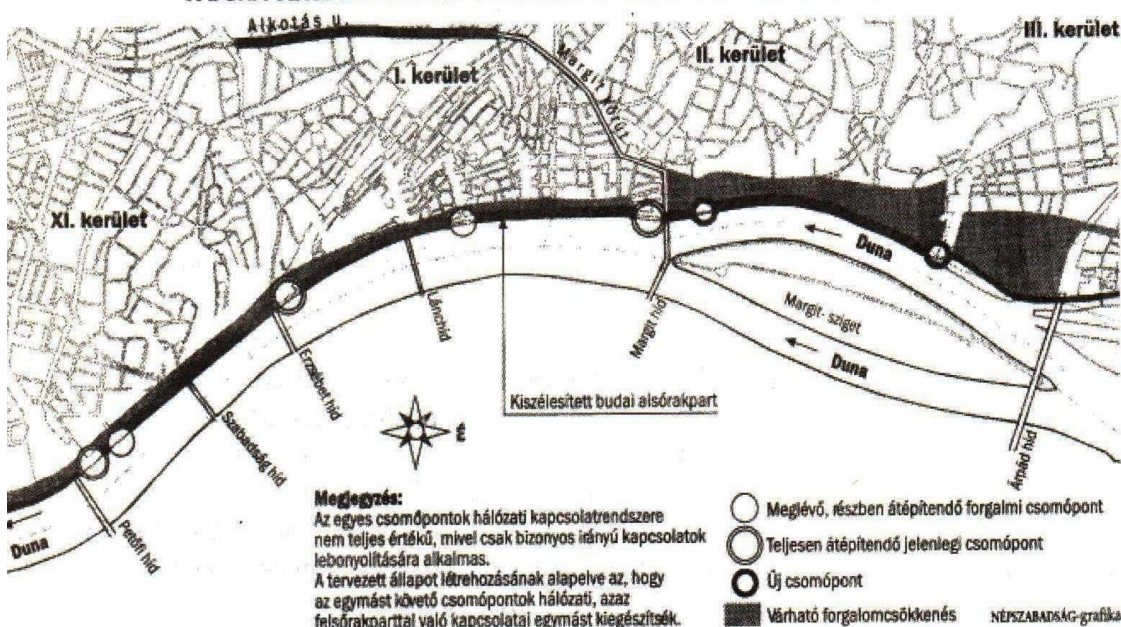 Alkotás u.
I. kerület
Margit körút
II. kerület
III. kerület
XI. kerület
Duna
Margit- sziget
Duna
Lánchíd
Margit híd
Erzsébet híd
Szabadság híd
Petőfi híd
Árpád híd
Duna
Kiszélesített budai alsórakpart
É
Megjegyzés:
Az egyes csomópontok hálózati kapcsolatrendszere
nem teljes értékű, mivel csak bizonyos irányú kapcsolatok
lebonyolítására alkalmas.
A tervezett állapot létrehozásának alapelve az, hogy
az egymást követő csomópontok hálózati, azaz
felsőrakparttal való kapcsolatai egymást kiegészítsék.
Meglévő, részben átépítendő forgalmi csomópont
Teljesen átépítendő jelenlegi csomópont
Új csomópont
Várható forgalomcsökkenés
NÉPSZABADSÁG-grafika